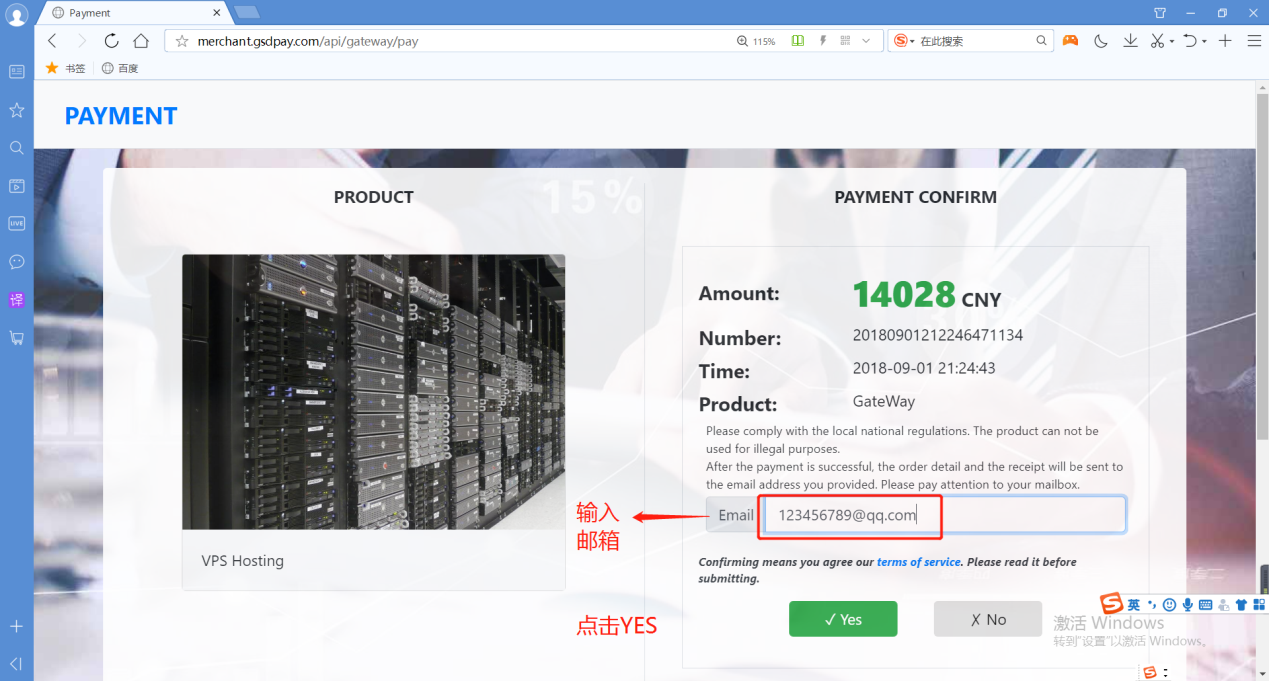 Payment
merchant.gsdpay.com/api/gateway/pay
115%
在此搜索
书签
百度
LIVE
译
PAYMENT
15%
PRODUCT
VPS Hosting
PAYMENT CONFIRM
Amount: 14028 CNY
Number: 20180901212246471134
Time: 2018-09-01 21:24:43
Product: GateWay
Please comply with the local national regulations. The product can not be
used for illegal purposes.
After the payment is successful, the order detail and the receipt will be sent to
the email address you provided. Please pay attention to your mailbox.
输入
邮箱
Email 123456789@qq.com
Confirming means you agree our terms of service. Please read it before
submitting.
点击YES
✓ Yes
✗ No
英
激活 Windows
转到"设置"以激活 Windows。